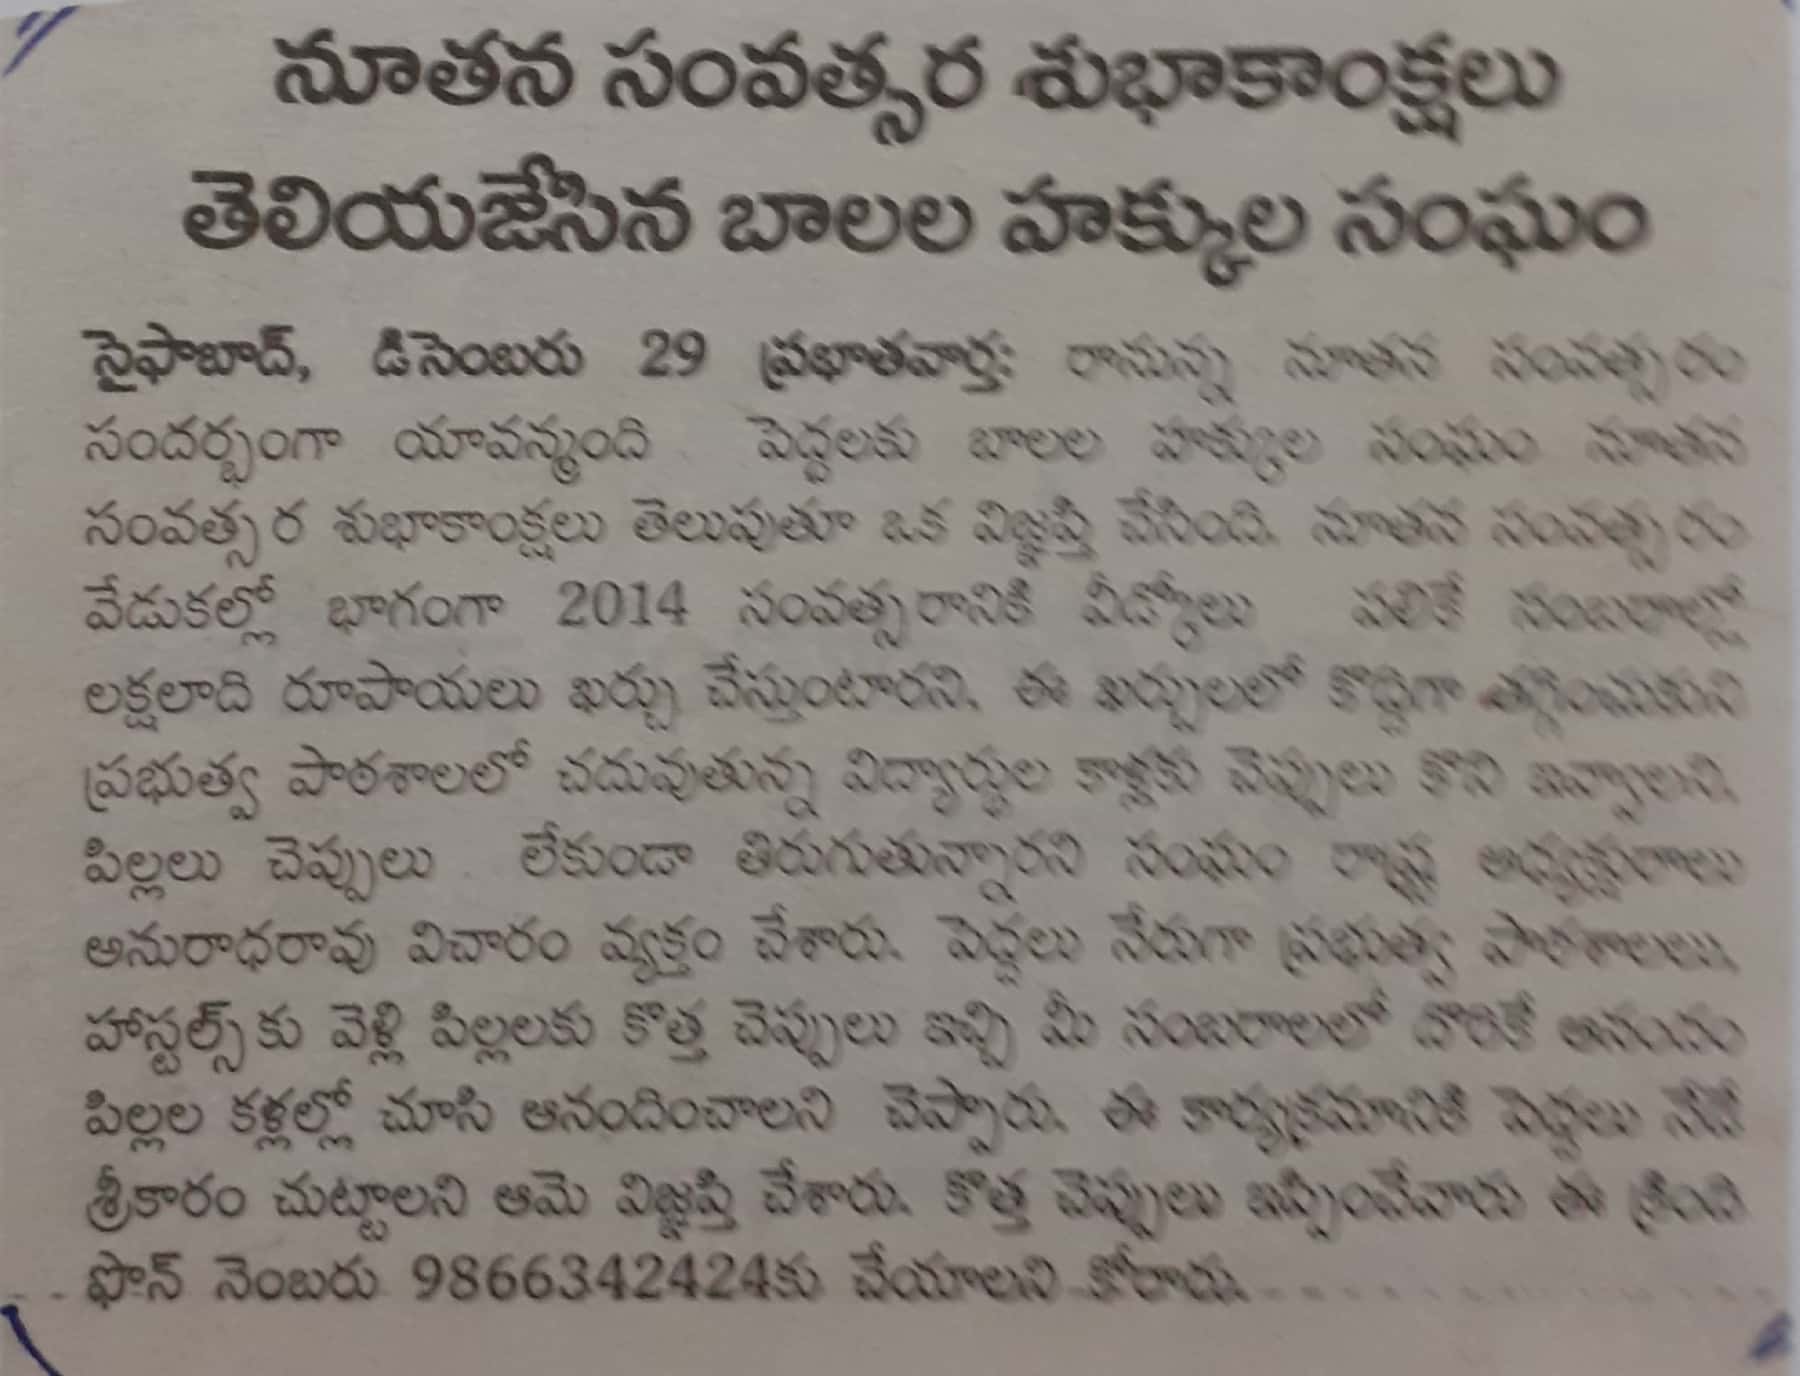 నూతన సంవత్సర శుభాకాంక్షలు
తెలియజేసిన బాలల హక్కుల సంఘం
సైఫాబాద్, డిసెంబరు 29 ప్రభాతవార్త: రానున్న నూతన సంవత్సరం
సందర్భంగా యావన్మంది పెద్దలకు బాలల హక్కుల సంఘం నూతన
సంవత్సర శుభాకాంక్షలు తెలుపుతూ ఒక విజ్ఞప్తి చేసింది. నూతన సంవత్సరం
వేడుకల్లో భాగంగా 2014 సంవత్సరానికి వీడ్కోలు పలికే సంబరాల్లో
లక్షలాది రూపాయలు ఖర్చు చేస్తుంటారని, ఈ ఖర్చులలో కొద్దిగా తగ్గించుకుని
ప్రభుత్వ పాఠశాలలో చదువుతున్న విద్యార్థుల కాళ్లకు చెప్పులు కొని ఇవ్వాలని,
పిల్లలు చెప్పులు లేకుండా తిరుగుతున్నారని సంఘం రాష్ట్ర అధ్యక్షురాలు
అనురాధరావు విచారం వ్యక్తం చేశారు. పెద్దలు నేరుగా ప్రభుత్వ పాఠశాలలు,
హాస్టల్స్‌కు వెళ్లి పిల్లలకు కొత్త చెప్పులు ఇచ్చి మీ సంబరాలలో దొరికే ఆనందం
పిల్లల కళ్లల్లో చూసి ఆనందించాలని చెప్పారు. ఈ కార్యక్రమానికి పెద్దలు నేడే
శ్రీకారం చుట్టాలని ఆమె విజ్ఞప్తి చేశారు. కొత్త చెప్పులు ఇప్పించేవారు ఈ క్రింది
ఫోన్ నెంబరు 9866342424కు చేయాలని కోరారు.